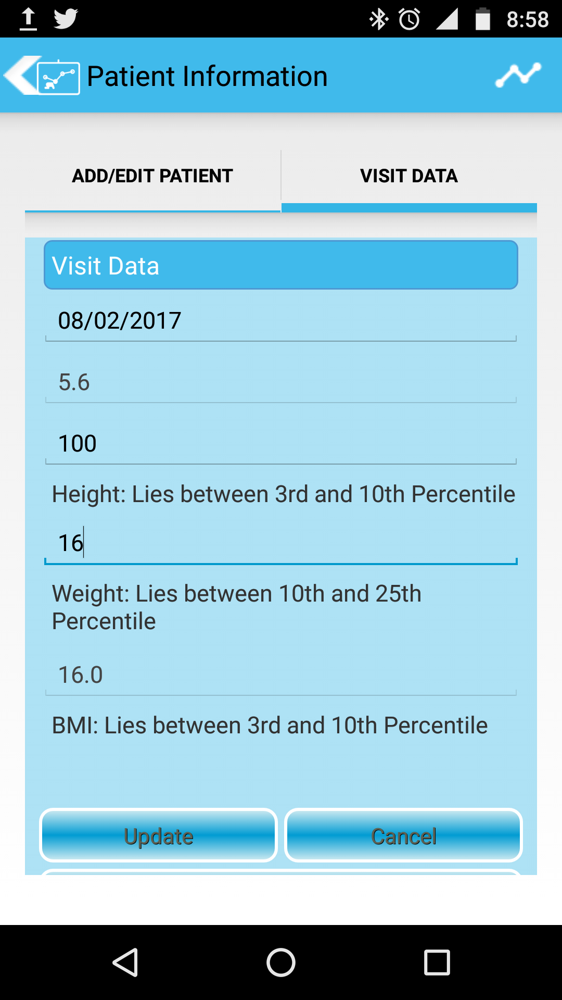 8:58
Patient Information
ADD/EDIT PATIENT
VISIT DATA
Visit Data
08/02/2017
5.6
100
Height: Lies between 3rd and 10th Percentile
16
Weight: Lies between 10th and 25th
Percentile
16.0
BMI: Lies between 3rd and 10th Percentile
Update
Cancel